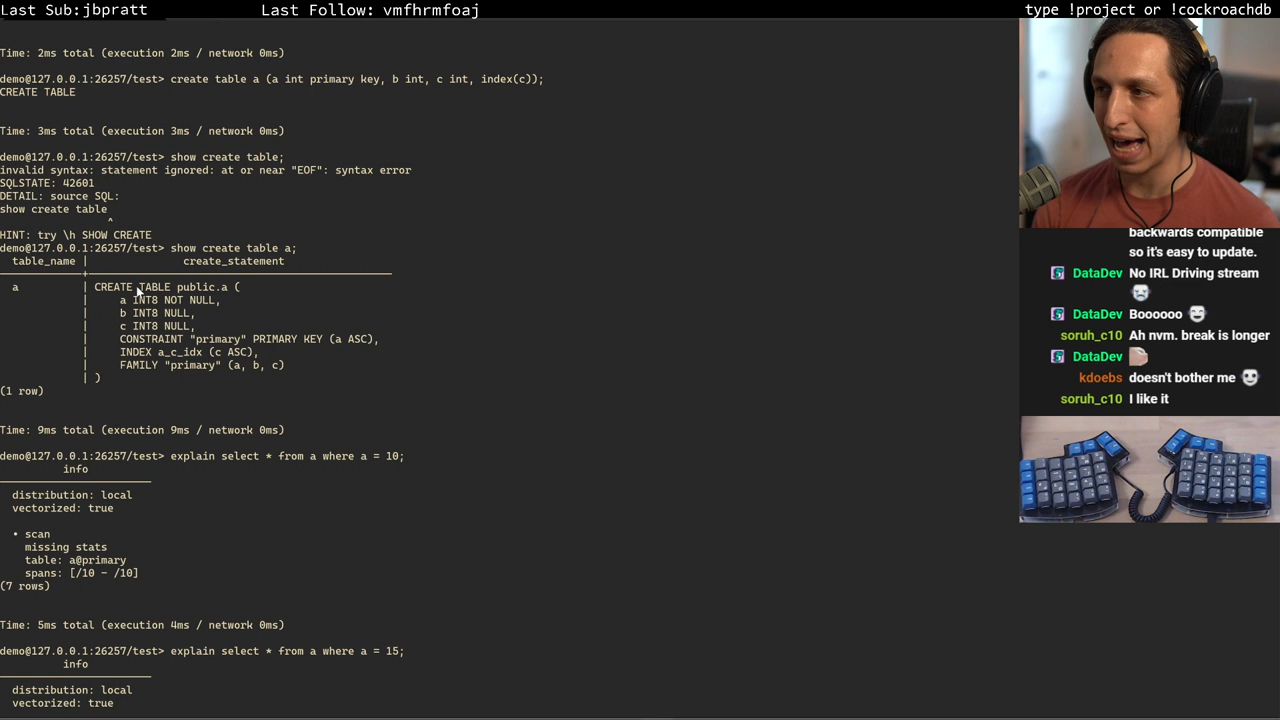 Last Sub:jbpratt
Last Follow: vmfhrmfoaj
type !project or !cockroachdb
Time: 2ms total (execution 2ms / network 0ms)
demo@127.0.0.1:26257/test> create table a (a int primary key, b int, c int, index(c));
CREATE TABLE
Time: 3ms total (execution 3ms / network 0ms)
demo@127.0.0.1:26257/test> show create table;
invalid syntax: statement ignored: at or near "EOF": syntax error
SQLSTATE: 42601
DETAIL: source SQL:
show create table
^
HINT: try \h SHOW CREATE
demo@127.0.0.1:26257/test> show create table a;
table_name | create_statement
a | CREATE TABLE public.a (
| a INT8 NOT NULL,
| b INT8 NULL,
| c INT8 NULL,
| CONSTRAINT "primary" PRIMARY KEY (a ASC),
| INDEX a_c_idx (c ASC),
| FAMILY "primary" (a, b, c)
| )
(1 row)
Time: 9ms total (execution 9ms / network 0ms)
demo@127.0.0.1:26257/test> explain select * from a where a = 10;
info
distribution: local
vectorized: true
• scan
missing stats
table: a@primary
spans: [/10 - /10]
(7 rows)
Time: 5ms total (execution 4ms / network 0ms)
demo@127.0.0.1:26257/test> explain select * from a where a = 15;
info
distribution: local
vectorized: true
backwards compatible
so it's easy to update.
DataDev No IRL Driving stream
DataDev Boooooo
soruh_c10 Ah nvm. break is longer
DataDev
kdoebs doesn't bother me
soruh_c10 I like it